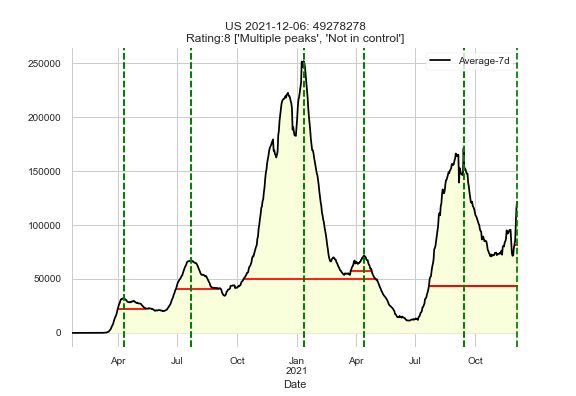 US 2021-12-06: 49278278
Rating:8 ['Multiple peaks', 'Not in control']
Average-7d
250000
200000
150000
100000
50000
0
Apr Jul Oct Jan Apr Jul Oct
2021
Date